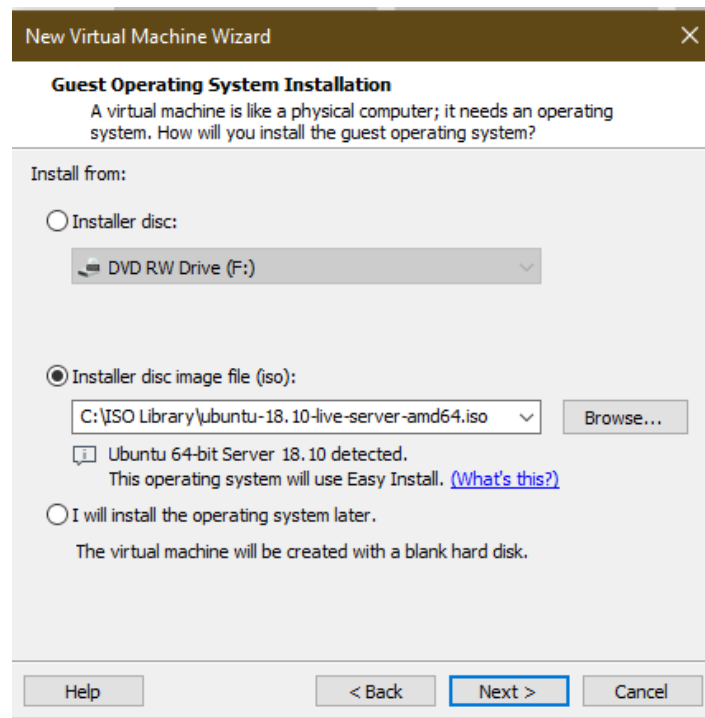 New Virtual Machine Wizard
Guest Operating System Installation
A virtual machine is like a physical computer; it needs an operating
system. How will you install the guest operating system?
Install from:
Installer disc:
DVD RW Drive (F:)
Installer disc image file (iso):
C:\ISO Library\ubuntu-18.10-live-server-amd64.iso
Browse...
Ubuntu 64-bit Server 18.10 detected.
This operating system will use Easy Install. (What's this?)
I will install the operating system later.
The virtual machine will be created with a blank hard disk.
Help
< Back
Next >
Cancel